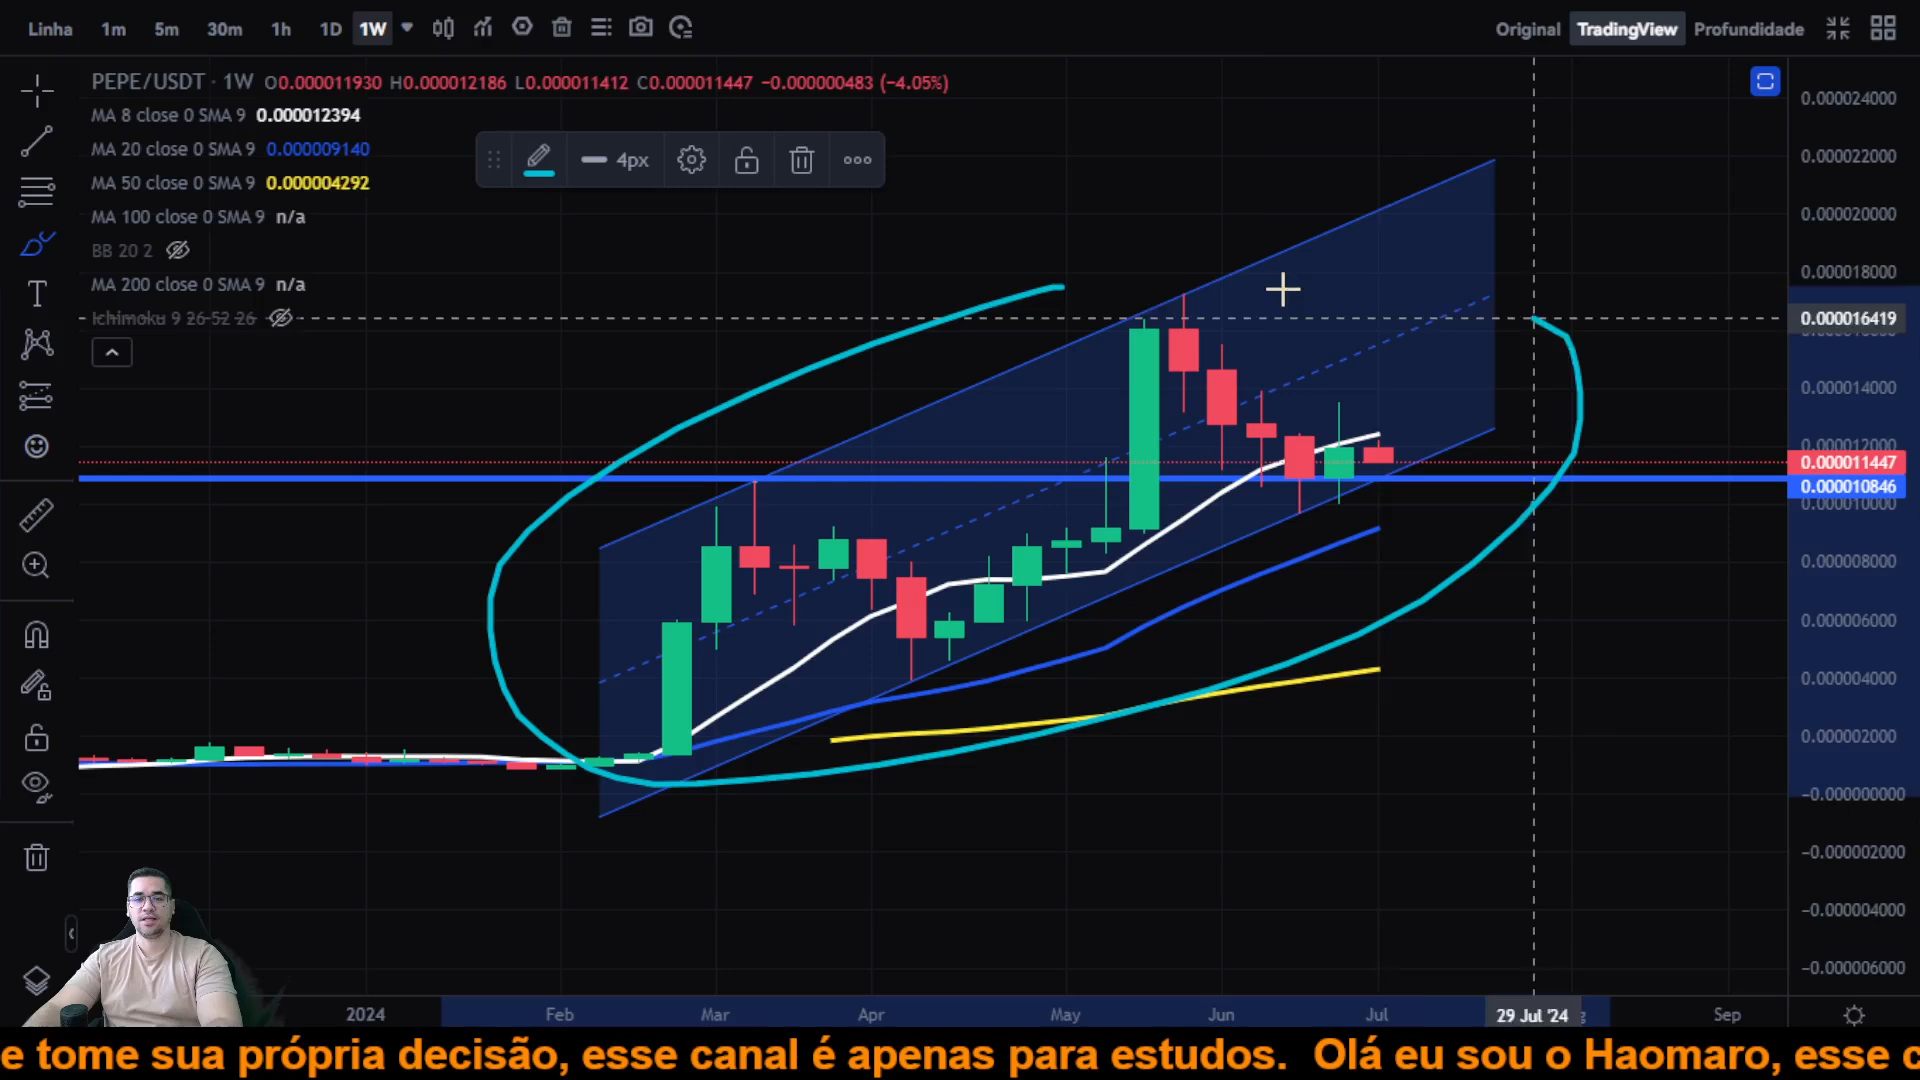 Linha 1m 5m 30m 1h 1D 1W Original TradingView Profundidade
PEPE/USDT · 1W O0.000011930 H0.000012186 L0.000011412 C0.000011447 −0.000000483 (−4.05%)
MA 8 close 0 SMA 9 0.000012394
MA 20 close 0 SMA 9 0.000009140
MA 50 close 0 SMA 9 0.000004292
MA 100 close 0 SMA 9 n/a
BB 20 2
MA 200 close 0 SMA 9 n/a
Ichimoku 9 26 52 26
4px
0.000024000
0.000022000
0.000020000
0.000018000
0.000016419
0.000014000
0.000012000
0.000011447
0.000010846
0.000010000
0.000008000
0.000006000
0.000004000
0.000002000
−0.000000000
−0.000002000
−0.000004000
−0.000006000
2024 Feb Mar Apr May Jun Jul 29 Jul '24 Sep
e tome sua própria decisão, esse canal é apenas para estudos. Olá eu sou o Haomaro, esse c